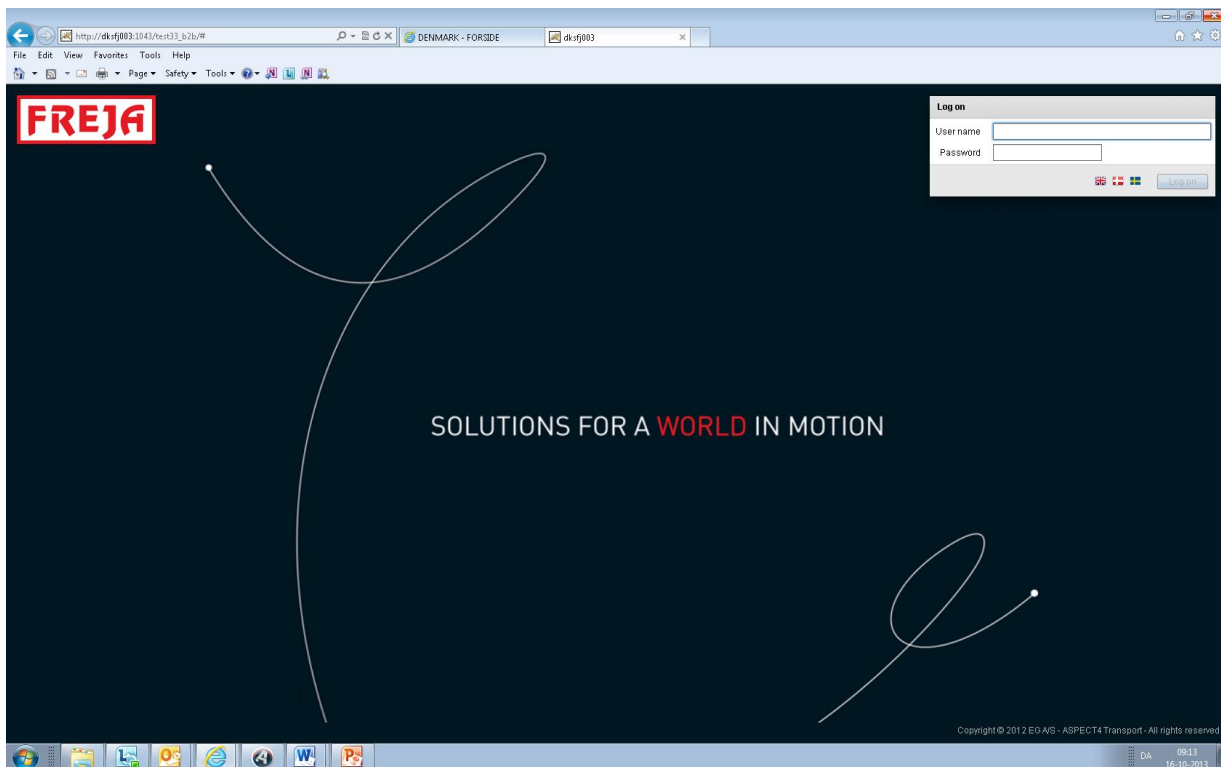 http://dksfj003:1043/test33_b2b/#
DENMARK - FORSIDE
dksfj003
File Edit View Favorites Tools Help
Page Safety Tools
FREJA
Log on
User name
Password
Log on
SOLUTIONS FOR A WORLD IN MOTION
Copyright © 2012 EG A/S - ASPECT4 Transport - All rights reserved
DA
09:13
16-10-2013